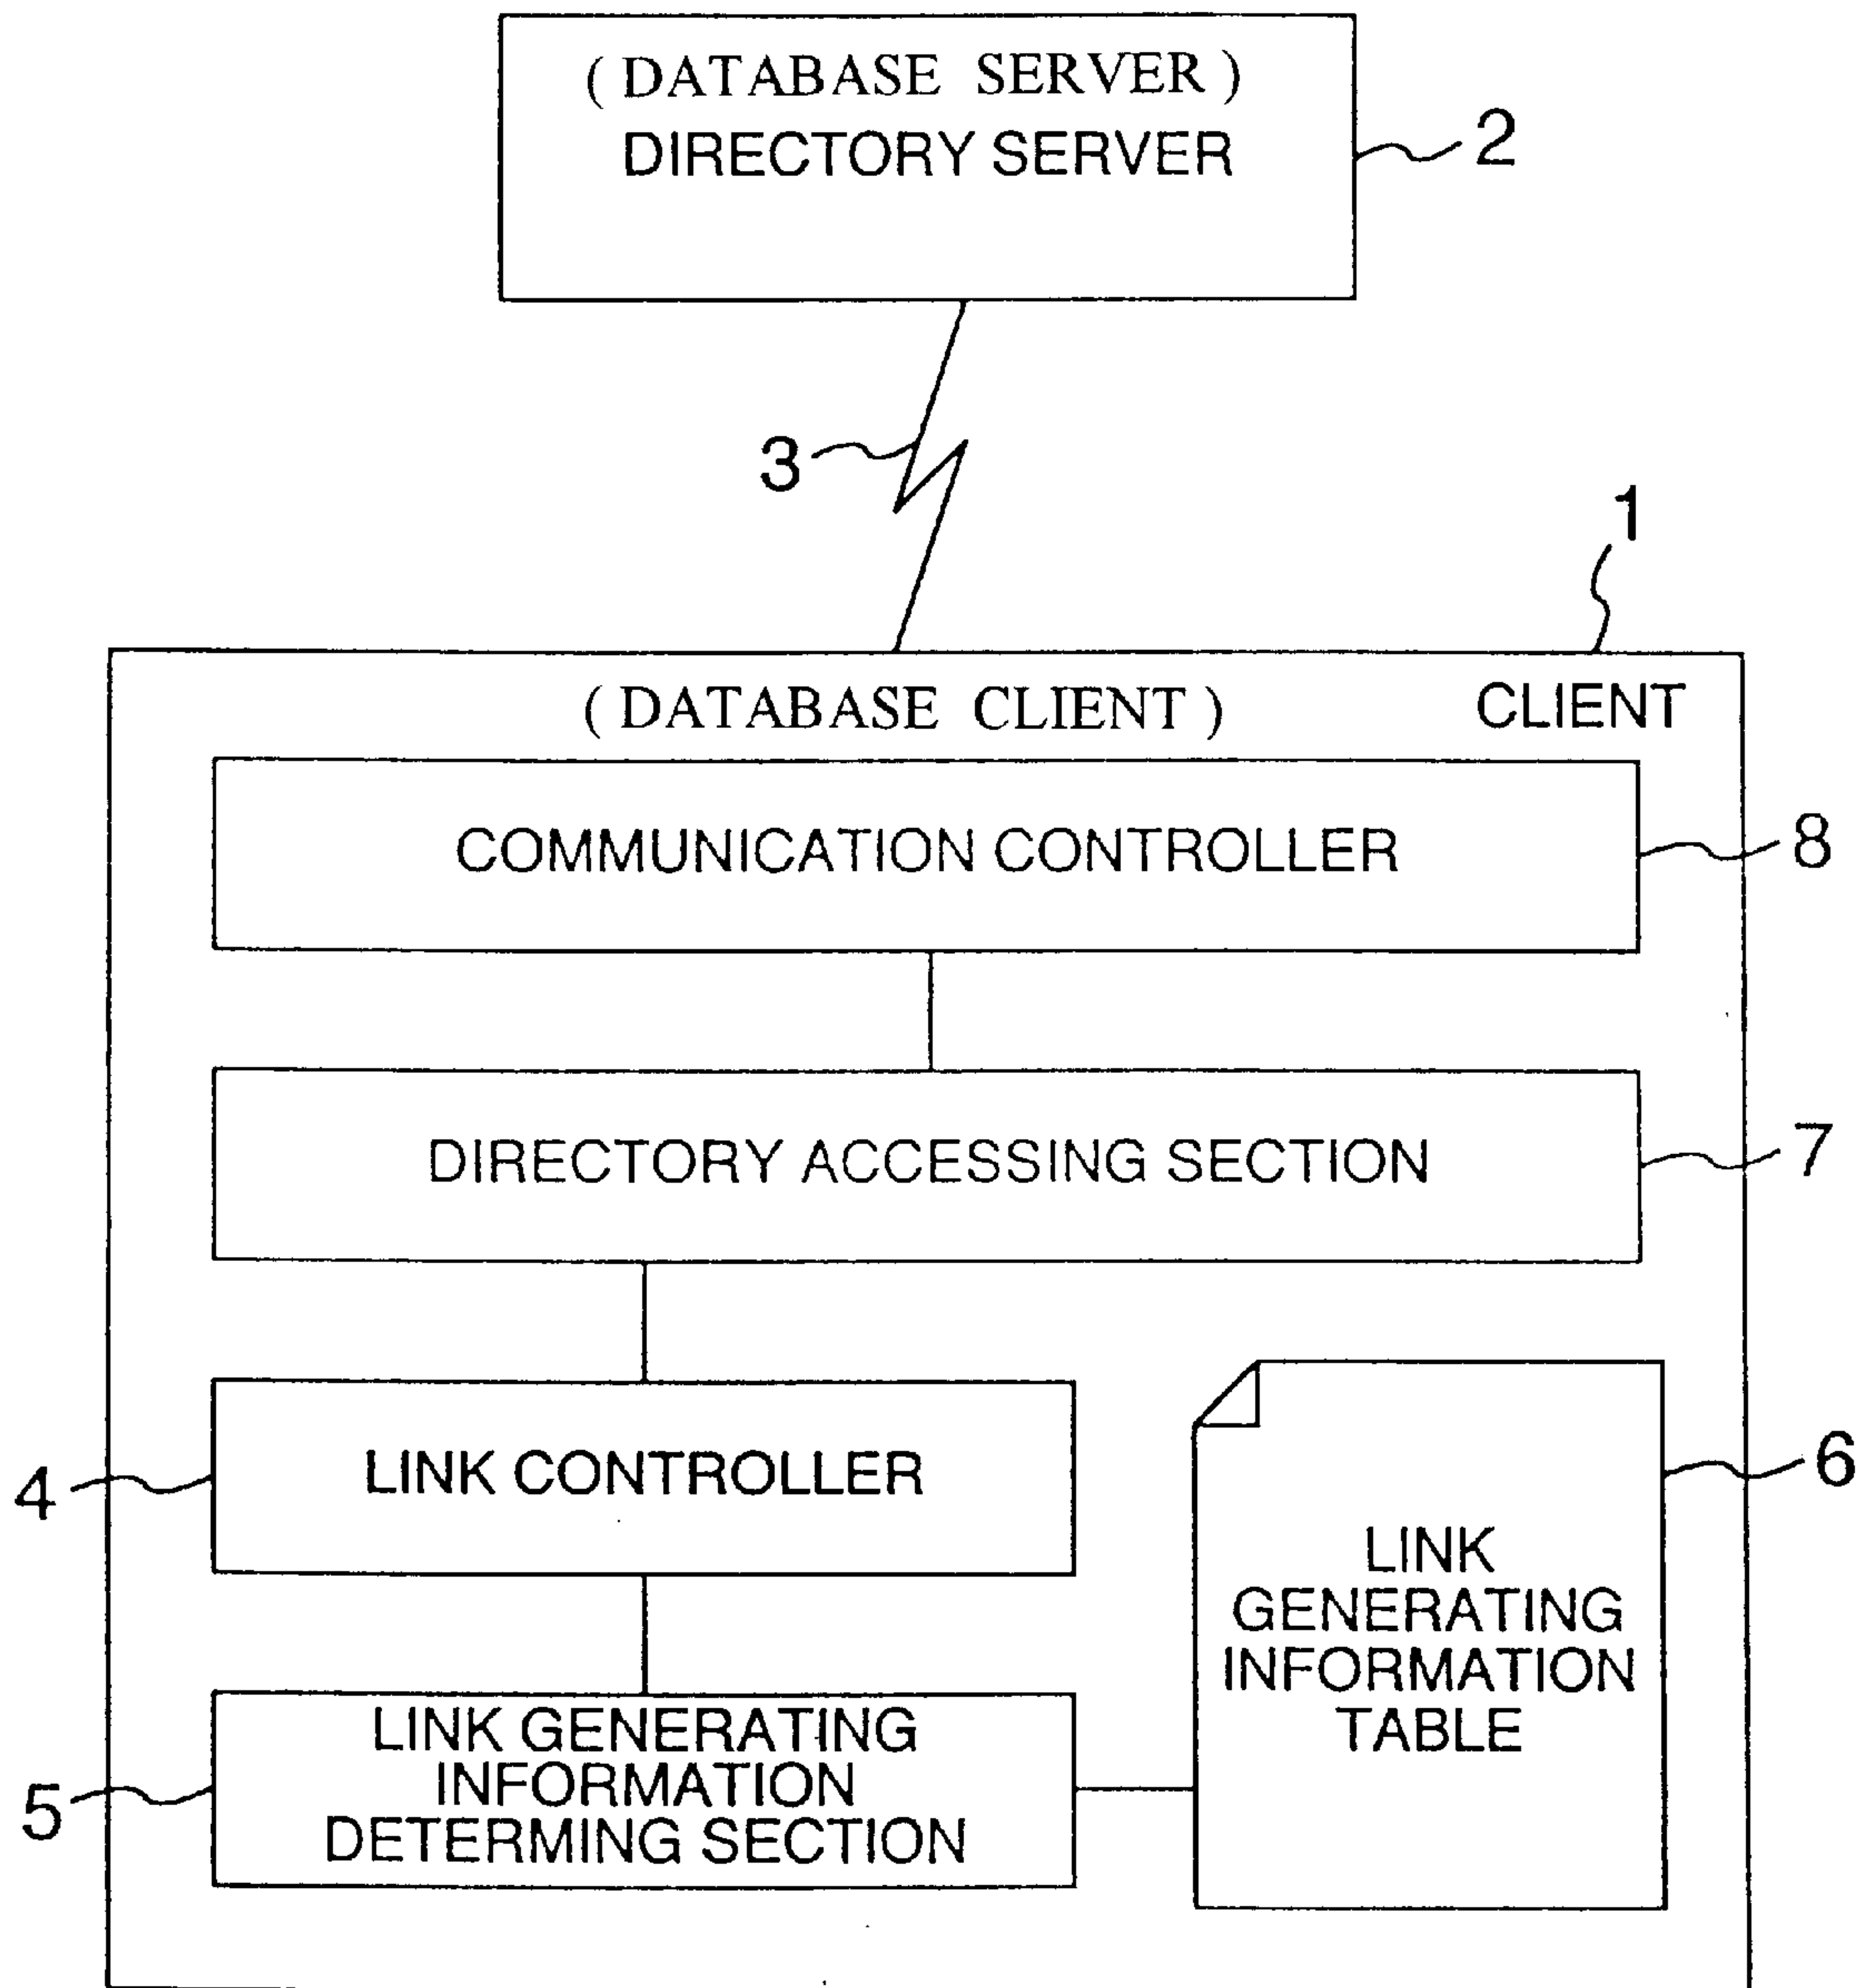 ( DATABASE SERVER )
DIRECTORY SERVER
2
3
1
( DATABASE CLIENT )
CLIENT
COMMUNICATION CONTROLLER
8
DIRECTORY ACCESSING SECTION
7
LINK CONTROLLER
4
6
LINK
GENERATING
INFORMATION
TABLE
LINK GENERATING
INFORMATION
DETERMING SECTION
5